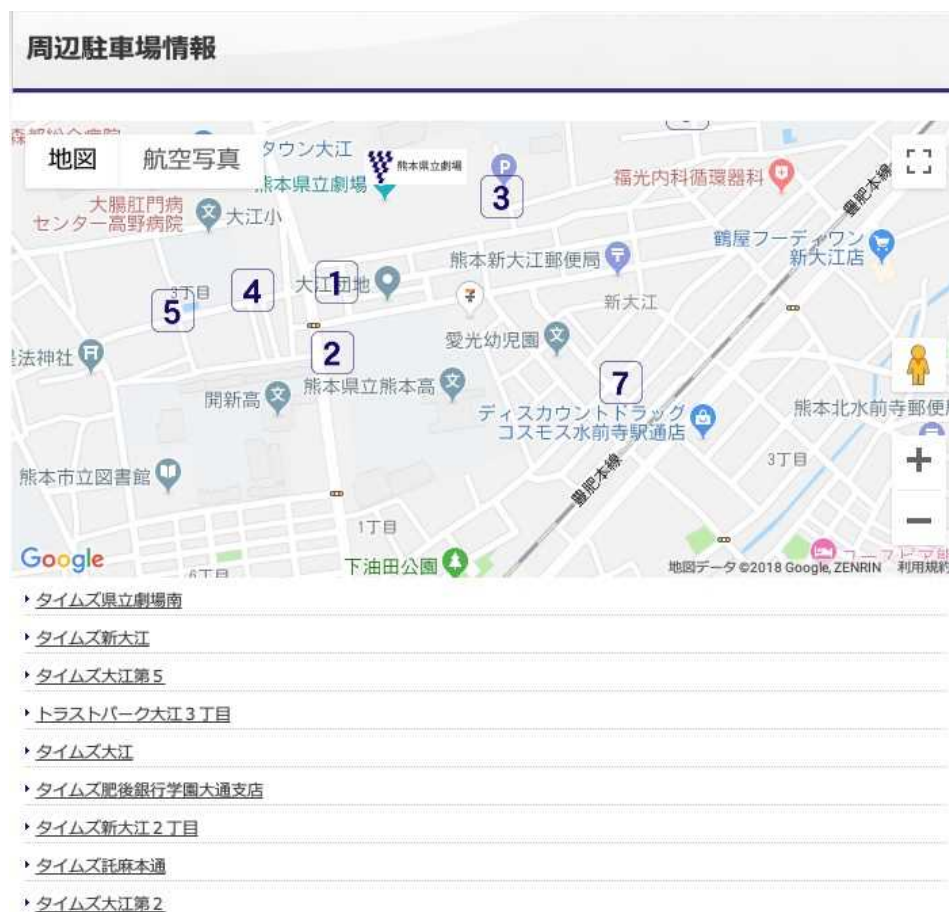 周辺駐車場情報
地図
航空写真
タウン大江
熊本県立劇場
熊本県立劇場
P
3
福光内科循環器科
豊肥本線
大腸肛門病
センター高野病院
大江小
鶴屋フーデイワン
新大江店
熊本新大江郵便局
3丁目
5
4
大江団地
1
新大江
2
愛光幼児園
7
開新高
熊本県立熊本高
ディスカウントドラッグ
コスモス水前寺駅通店
熊本北水前寺郵便
熊本市立図書館
豊肥本線
3丁目
1丁目
Google
6丁目
下油田公園
地図データ ©2018 Google, ZENRIN
利用規約
タイムズ県立劇場南
タイムズ新大江
タイムズ大江第5
トラストパーク大江3丁目
タイムズ大江
タイムズ肥後銀行学園大通支店
タイムズ新大江2丁目
タイムズ託麻本通
タイムズ大江第2